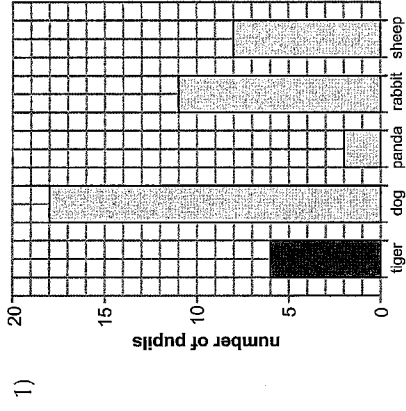 1)
number of pupils
20
15
10
5
0
tiger
dog
panda
rabbit
sheep